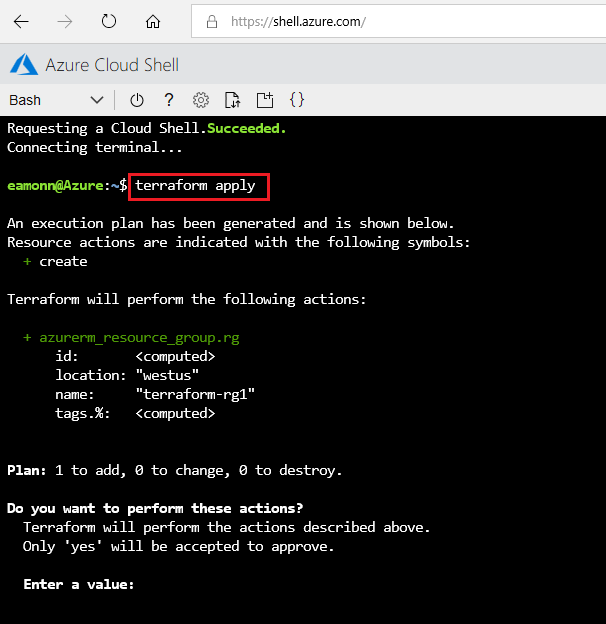 https://shell.azure.com/
Azure Cloud Shell
Bash
?
{}
Requesting a Cloud Shell.Succeeded.
Connecting terminal...
eamonn@Azure:~$ terraform apply
An execution plan has been generated and is shown below.
Resource actions are indicated with the following symbols:
+ create
Terraform will perform the following actions:
+ azurerm_resource_group.rg
id: <computed>
location: "westus"
name: "terraform-rg1"
tags.%: <computed>
Plan: 1 to add, 0 to change, 0 to destroy.
Do you want to perform these actions?
Terraform will perform the actions described above.
Only 'yes' will be accepted to approve.
Enter a value: